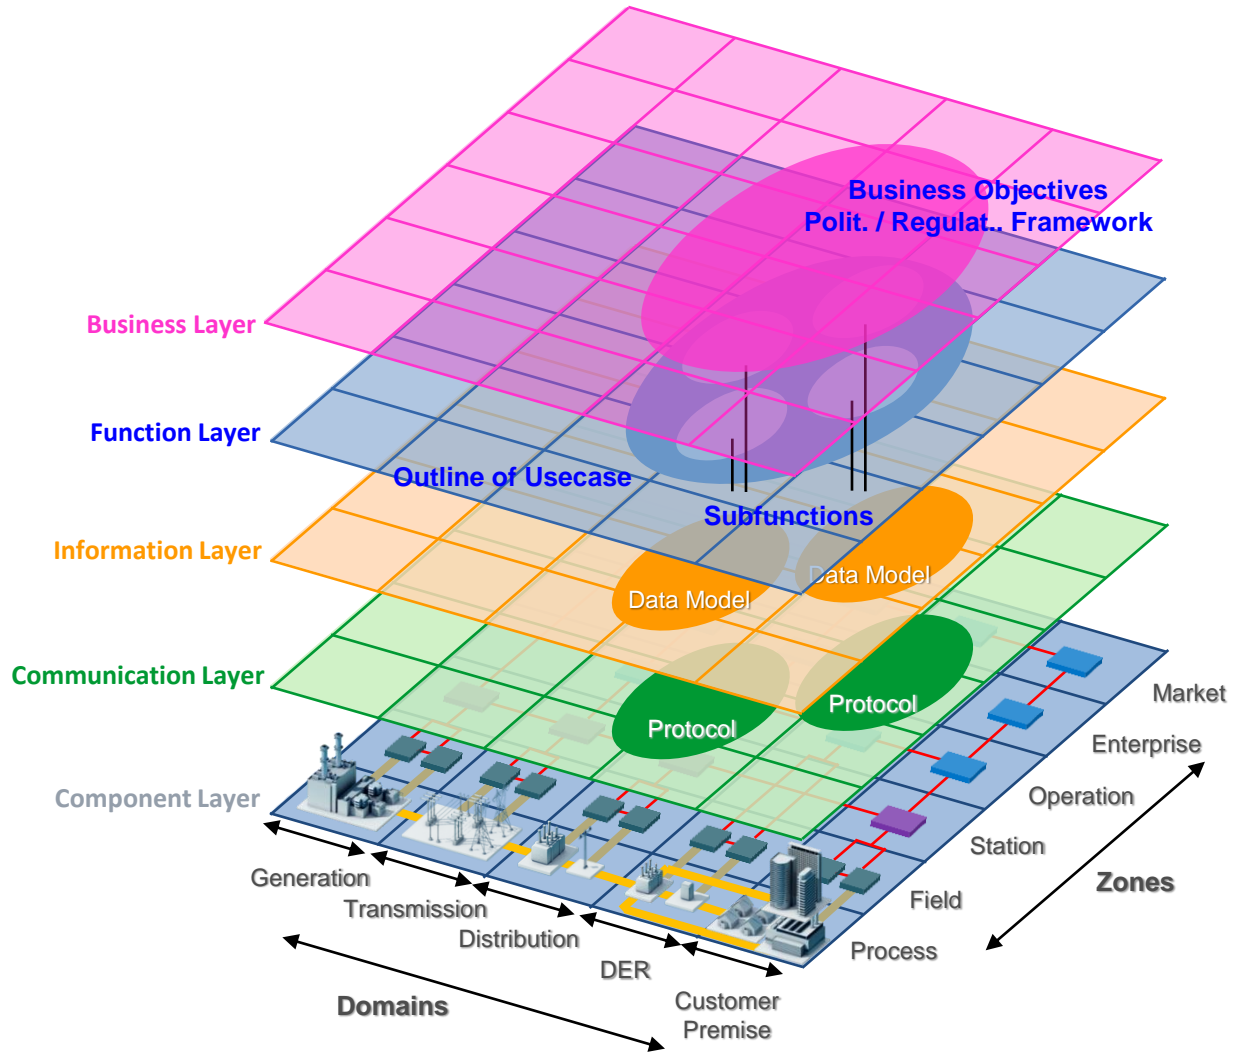 Business Objectives
Polit. / Regulat.. Framework
Business Layer
Function Layer
Outline of Usecase
Subfunctions
Information Layer
Data Model
Data Model
Communication Layer
Protocol
Protocol
Component Layer
Market
Enterprise
Operation
Station
Field
Process
Zones
Generation
Transmission
Distribution
DER
Customer
Premise
Domains